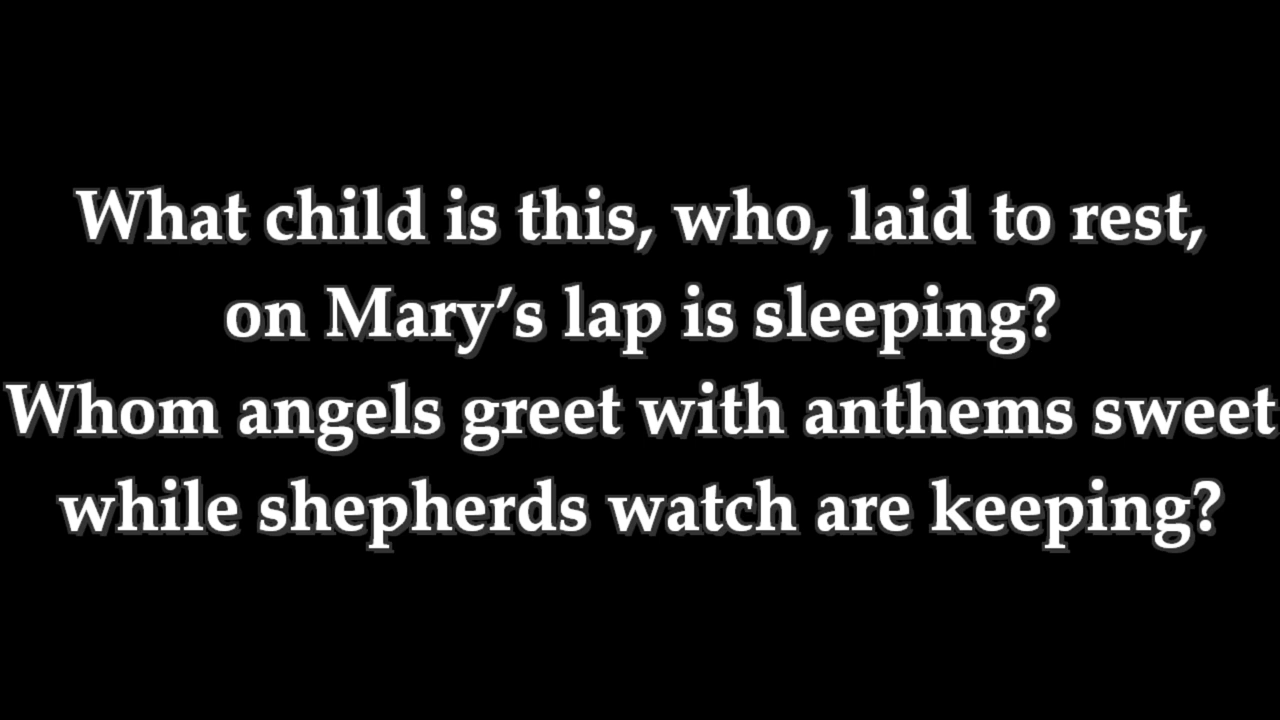 What child is this, who, laid to rest,
on Mary’s lap is sleeping?
Whom angels greet with anthems sweet
while shepherds watch are keeping?